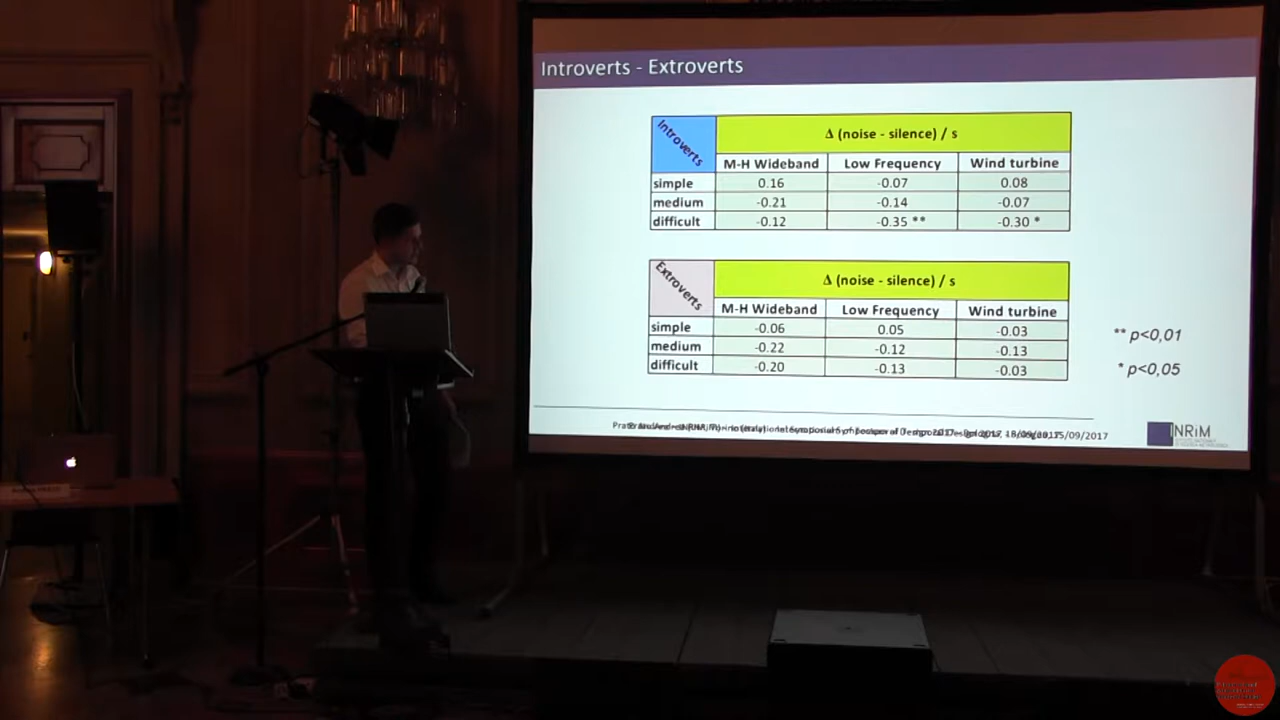 Introverts - Extroverts
Introverts
Δ (noise - silence) / s
M-H Wideband Low Frequency Wind turbine
simple 0.16 -0.07 0.08
medium -0.21 -0.14 -0.07
difficult -0.12 -0.35 ** -0.30 *
Extroverts
Δ (noise - silence) / s
M-H Wideband Low Frequency Wind turbine
simple -0.06 0.05 -0.03
medium -0.22 -0.12 -0.13
difficult -0.20 -0.13 -0.03
** p<0,01
* p<0,05
INRiM